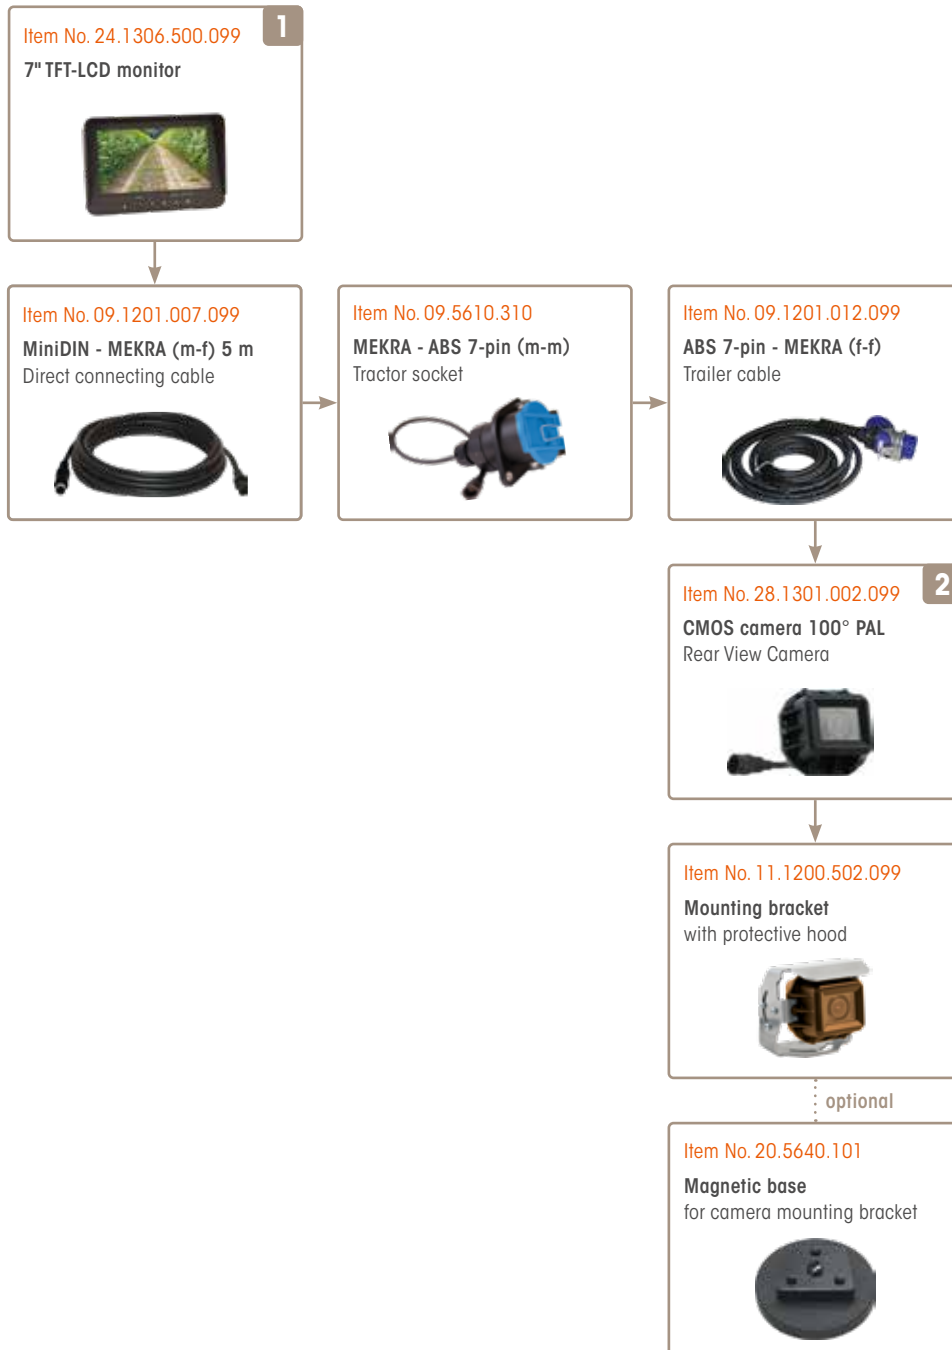 Item No. 24.1306.500.099
1
7" TFT-LCD monitor
Item No. 09.1201.007.099
MiniDIN - MEKRA (m-f) 5 m
Direct connecting cable
Item No. 09.5610.310
MEKRA - ABS 7-pin (m-m)
Tractor socket
Item No. 09.1201.012.099
ABS 7-pin - MEKRA (f-f)
Trailer cable
Item No. 28.1301.002.099
2
CMOS camera 100° PAL
Rear View Camera
Item No. 11.1200.502.099
Mounting bracket
with protective hood
optional
Item No. 20.5640.101
Magnetic base
for camera mounting bracket